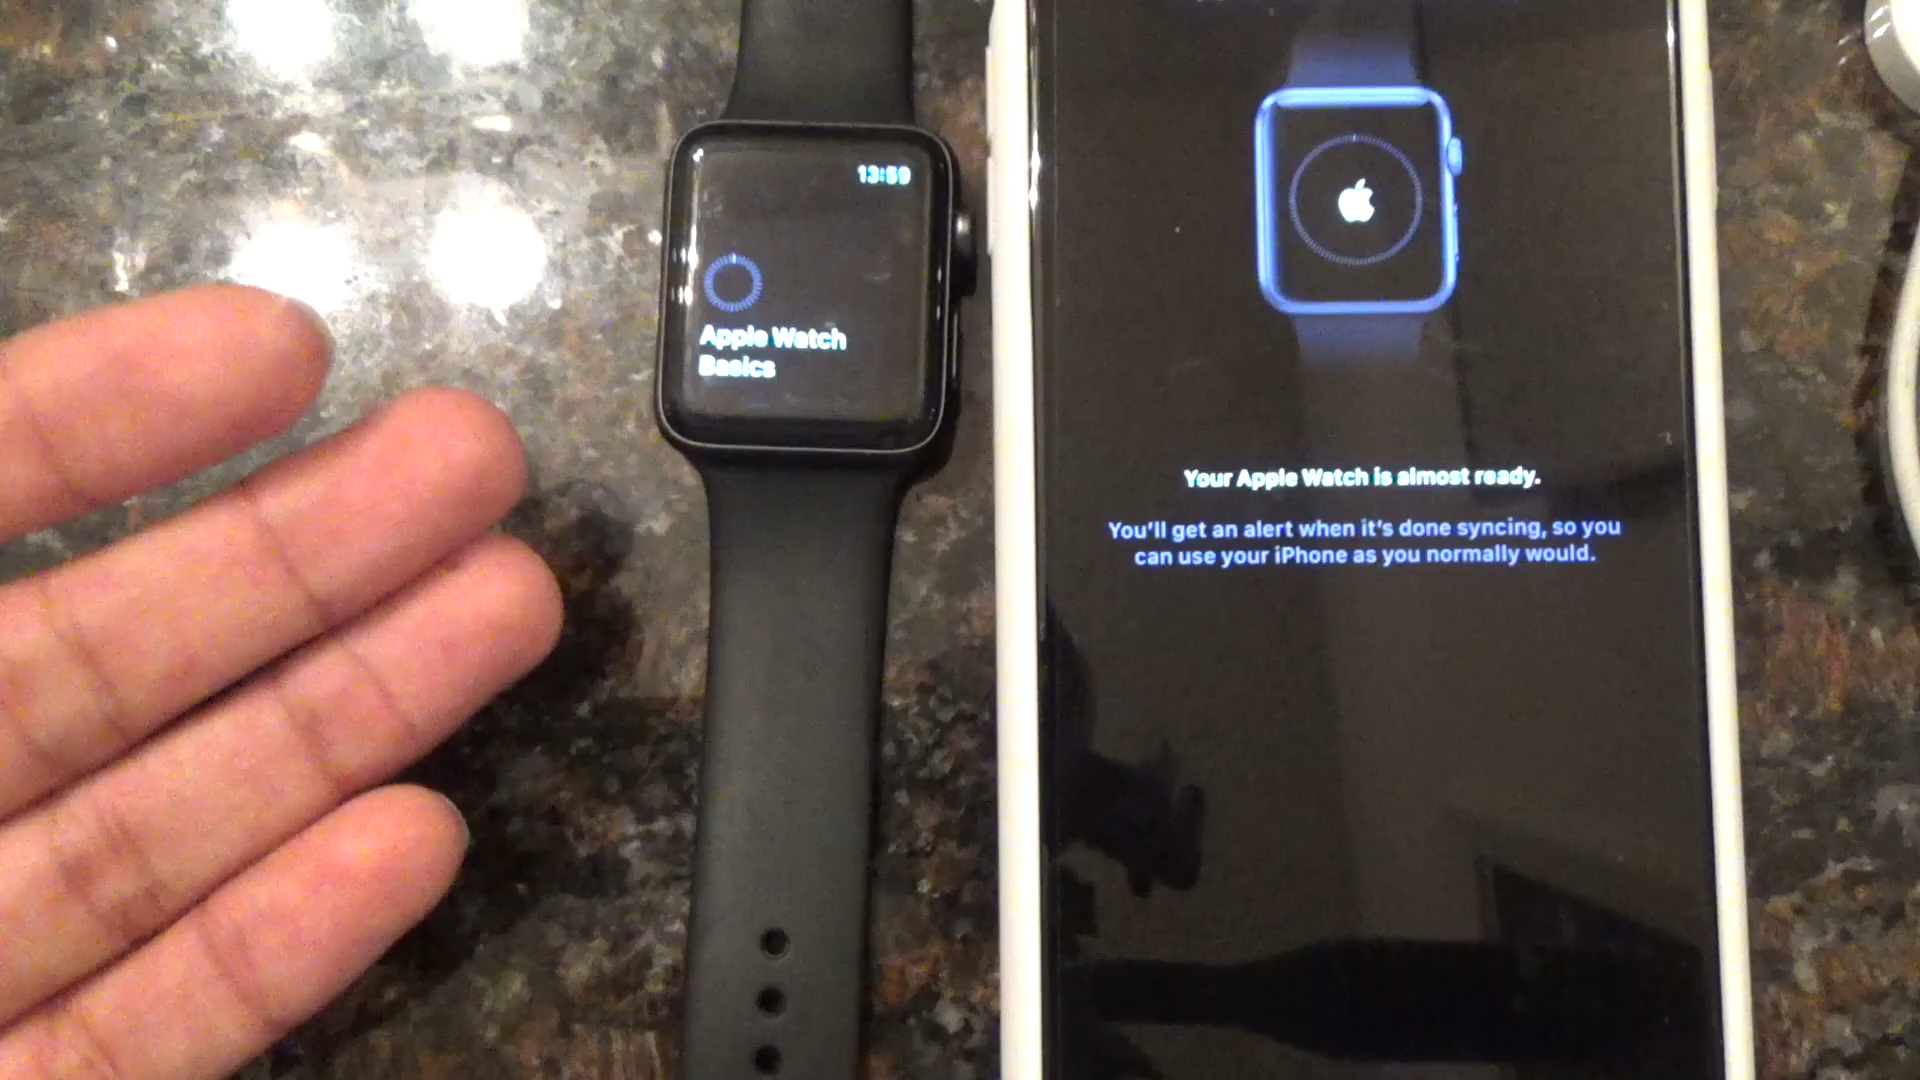 13:59
Apple Watch
Basics
Your Apple Watch is almost ready.
You'll get an alert when it's done syncing, so you
can use your iPhone as you normally would.